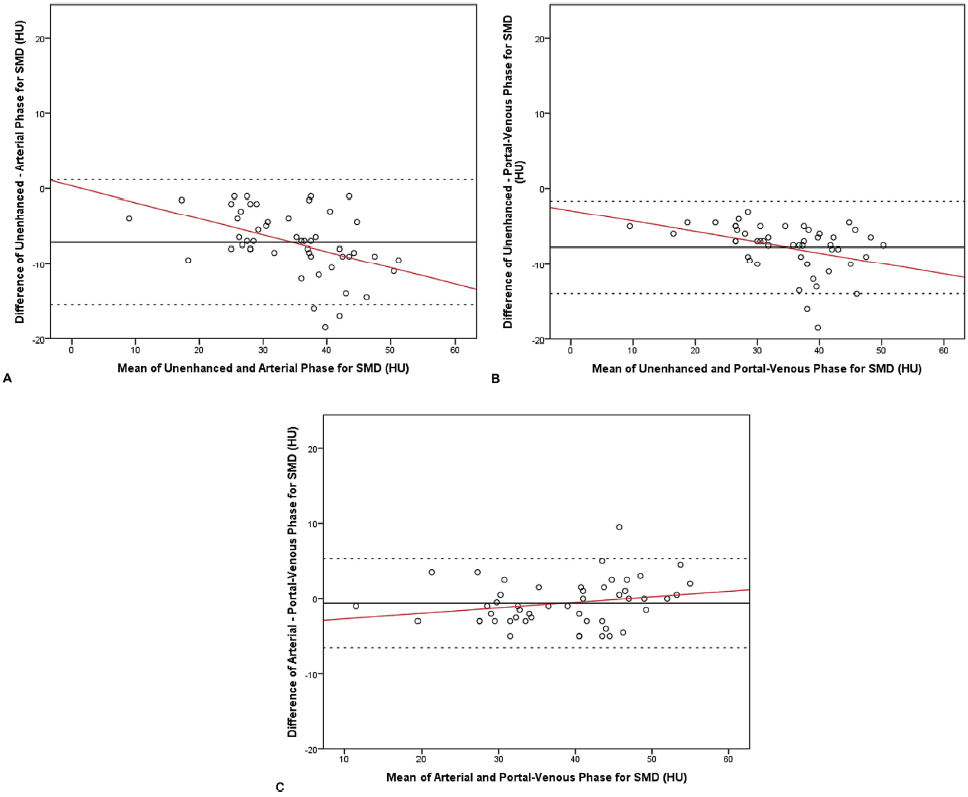 Difference of Unenhanced - Arterial Phase for SMD (HU)
20
10
0
-10
-20
0 10 20 30 40 50 60
Mean of Unenhanced and Arterial Phase for SMD (HU)
A
Difference of Unenhanced - Portal-Venous Phase for SMD
(HU)
20
10
0
-10
-20
0 10 20 30 40 50 60
Mean of Unenhanced and Portal-Venous Phase for SMD (HU)
B
Difference of Arterial - Portal-Venous Phase for SMD (HU)
20
10
0
-10
-20
10 20 30 40 50 60
Mean of Arterial and Portal-Venous Phase for SMD (HU)
C